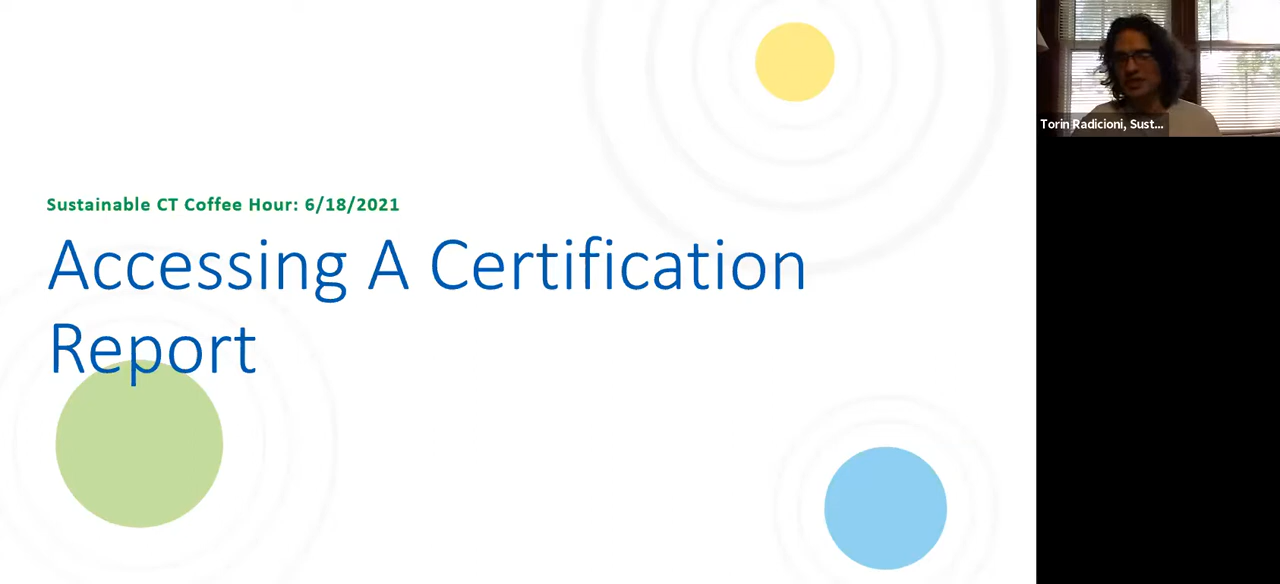 Sustainable CT Coffee Hour: 6/18/2021
Accessing A Certification
Report
Torin Radicioni, Sust...